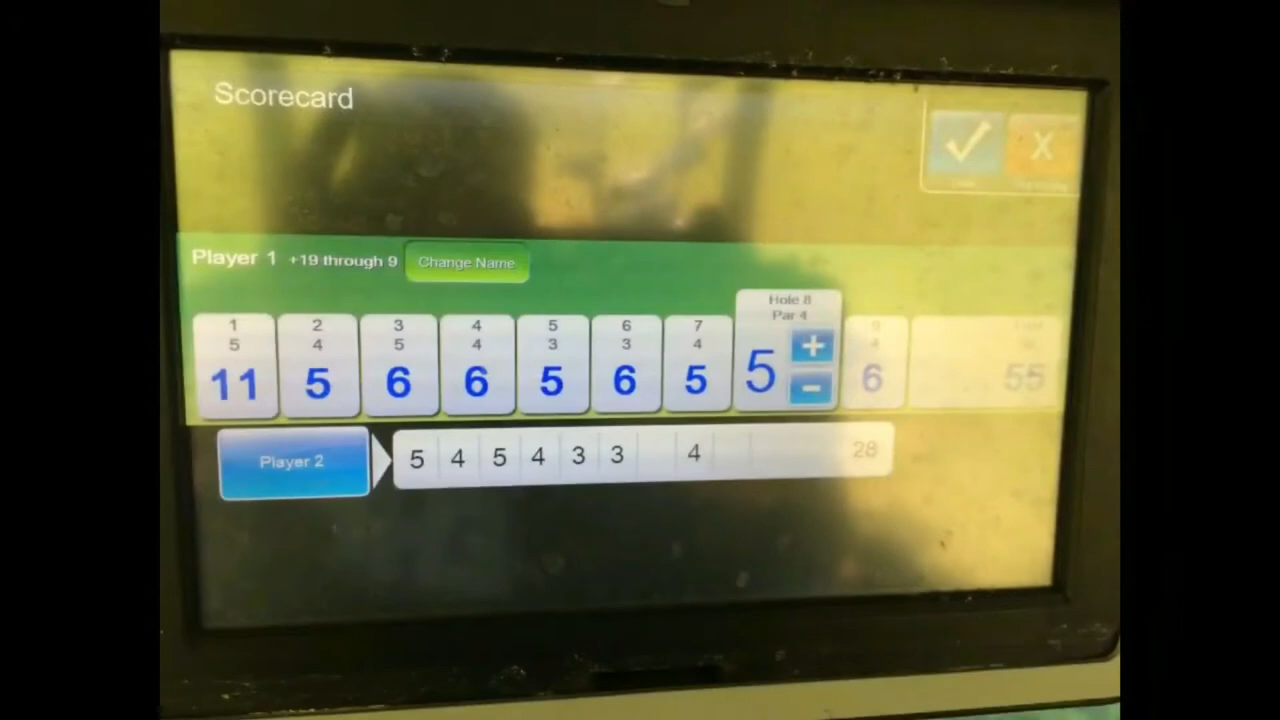 Scorecard
X
Player 1 +19 through 9 Change Name
Hole 8
Par 4
1 2 3 4 5 6 7 9
5 4 5 4 3 3 4 4
11 5 6 6 5 6 5 5 + - 6 55
Player 2 5 4 5 4 3 3 4 28